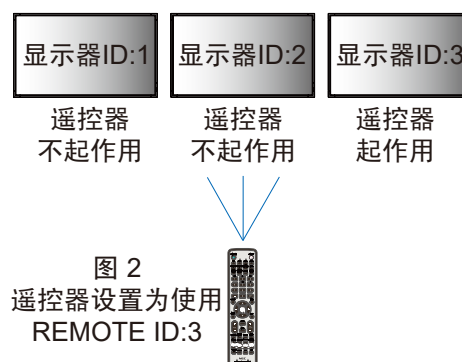 显示器ID:1 显示器ID:2 显示器ID:3
遥控器 遥控器 遥控器
不起作用 不起作用 起作用
图 2
遥控器设置为使用
REMOTE ID:3